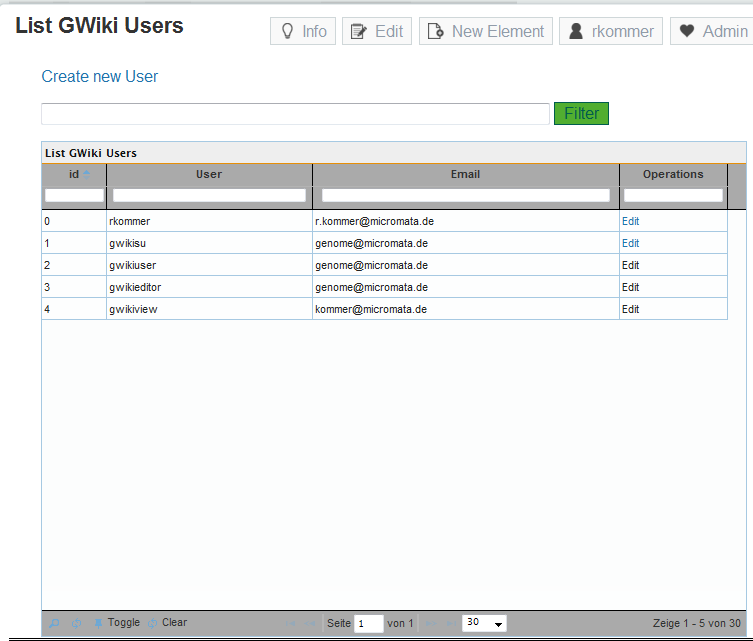 List GWiki Users
Info Edit New Element rkommer Admin
Create new User
Filter
List GWiki Users
id User Email Operations
0 rkommer r.kommer@micromata.de Edit
1 gwikisu genome@micromata.de Edit
2 gwikiuser genome@micromata.de Edit
3 gwikieditor genome@micromata.de Edit
4 gwikiview kommer@micromata.de Edit
Toggle Clear Seite 1 von 1 30 Zeige 1 - 5 von 30